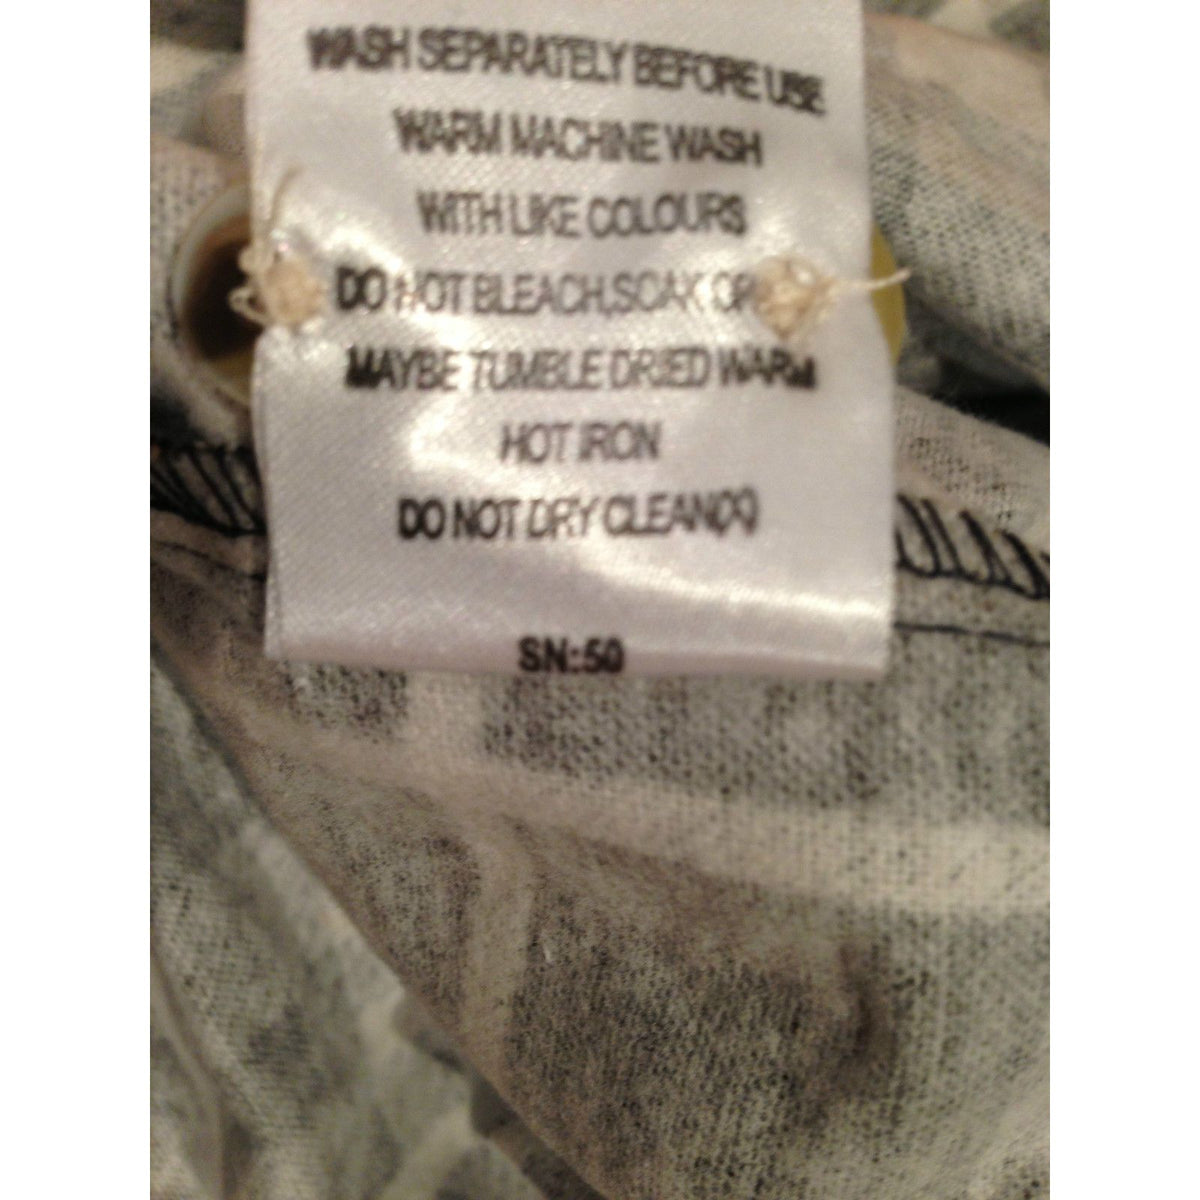 WASH SEPARATELY BEFORE USE
WARM MACHINE WASH
WITH LIKE COLOURS
DO NOT BLEACH,SOAK OR
MAYBE TUMBLE DRIED WARM
HOT IRON
DO NOT DRY CLEAN(X)
SN:50